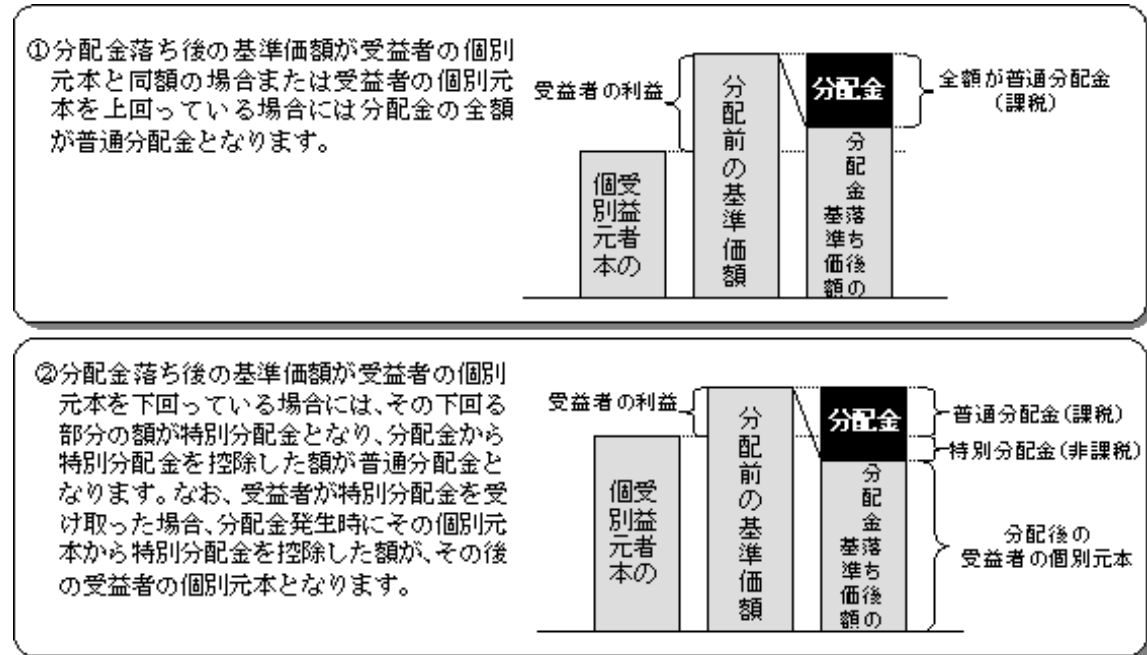 ①分配金落ち後の基準価額が受益者の個別
元本と同額の場合または受益者の個別元
本を上回っている場合には分配金の全額
が普通分配金となります。
受益者の利益
受益者の
個別元本
分配前の基準価額
分配金
分配金落ち後の
基準価額
全額が普通分配金
(課税)
②分配金落ち後の基準価額が受益者の個別
元本を下回っている場合には、その下回る
部分の額が特別分配金となり、分配金から
特別分配金を控除した額が普通分配金と
なります。なお、受益者が特別分配金を受
け取った場合、分配金発生時にその個別元
本から特別分配金を控除した額が、その後
の受益者の個別元本となります。
受益者の利益
受益者の
個別元本
分配前の基準価額
分配金
分配金落ち後の
基準価額
普通分配金(課税)
特別分配金(非課税)
分配後の
受益者の個別元本